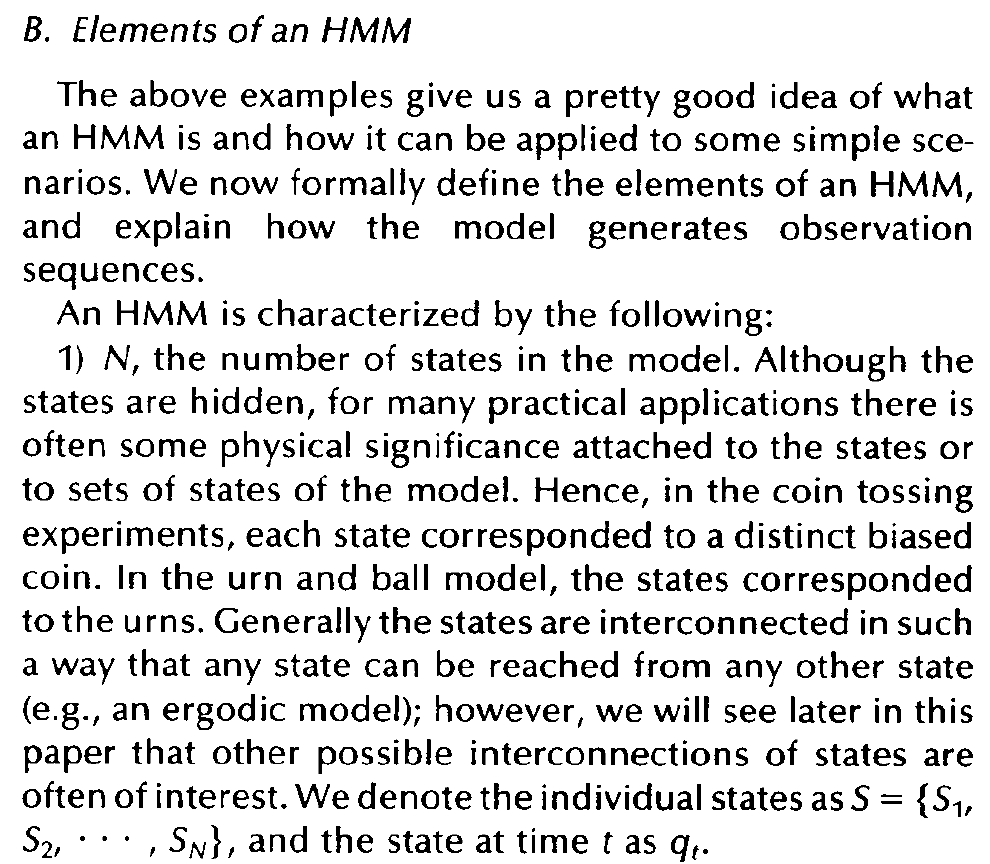 B. Elements of an HMM
The above examples give us a pretty good idea of what
an HMM is and how it can be applied to some simple sce-
narios. We now formally define the elements of an HMM,
and explain how the model generates observation
sequences.
An HMM is characterized by the following:
1) N, the number of states in the model. Although the
states are hidden, for many practical applications there is
often some physical significance attached to the states or
to sets of states of the model. Hence, in the coin tossing
experiments, each state corresponded to a distinct biased
coin. In the urn and ball model, the states corresponded
to the urns. Generally the states are interconnected in such
a way that any state can be reached from any other state
(e.g., an ergodic model); however, we will see later in this
paper that other possible interconnections of states are
often of interest. We denote the individual states as S = {S₁,
S₂, · · · , S_N}, and the state at time t as qₜ.